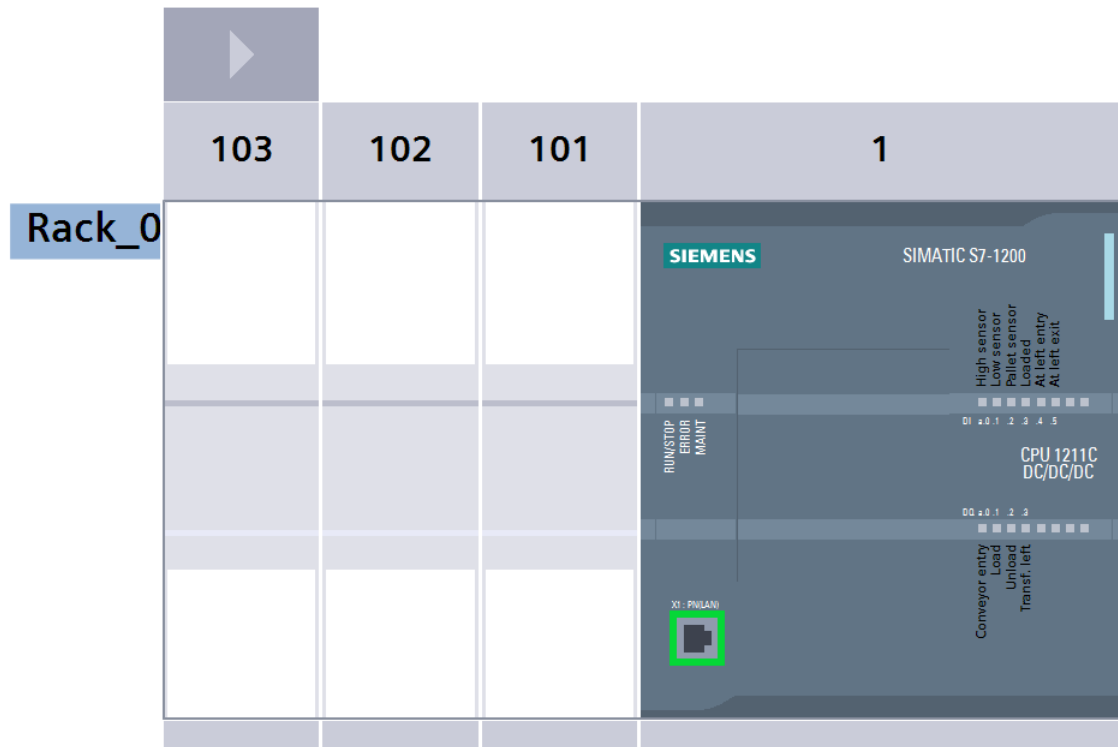 103
102
101
1
Rack_0
SIEMENS
SIMATIC S7-1200
High sensor
Low sensor
Pallet sensor
Loaded
At left entry
At left exit
RUN/STOP
ERROR
MAINT
DI a.0 .1 .2 .3 .4 .5
CPU 1211C
DC/DC/DC
DQ a.0 .1 .2 .3
Conveyor entry
Load
Unload
Transf. left
X1 : PN(LAN)